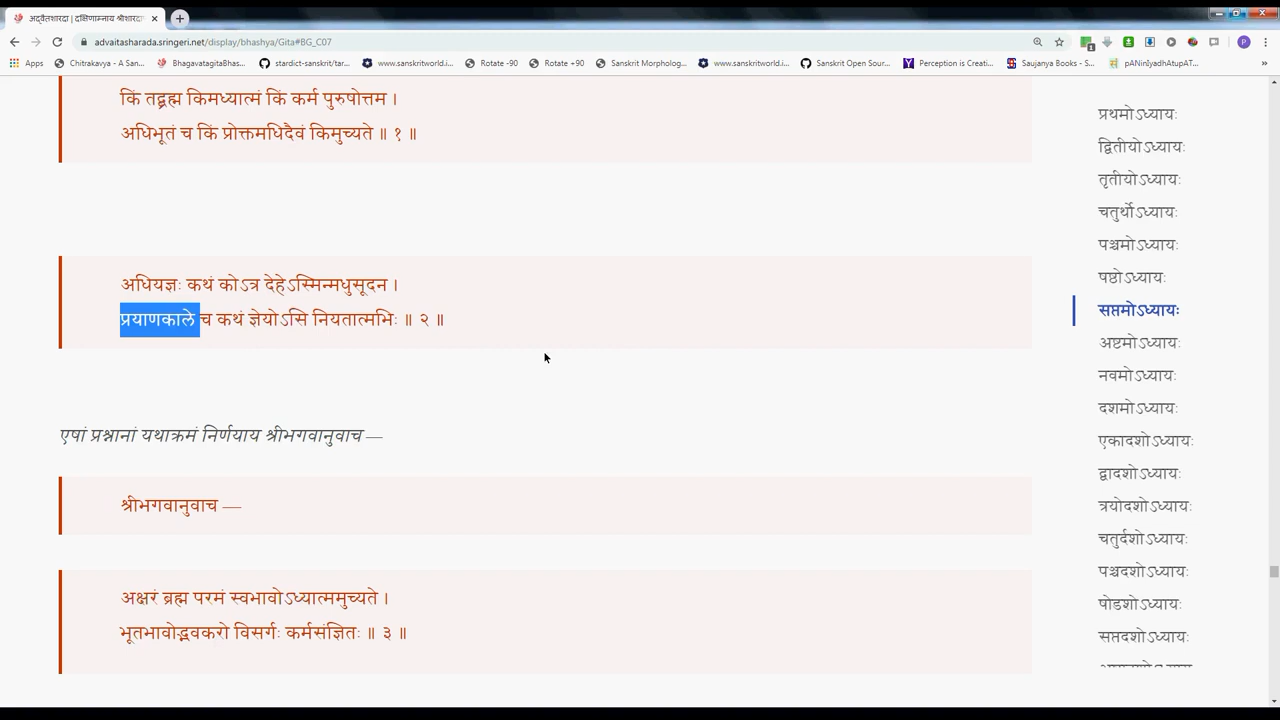 अद्वैतशारदा | दक्षिणाम्नाय श्रीशारदा
advaitasharada.sringeri.net/display/bhashya/Gita#BG_C07
Apps
Chitrakavya - A San...
BhagavatagitaBhas...
stardict-sanskrit/tar...
www.sanskritworld.i...
Rotate -90
Rotate +90
Sanskrit Morpholog...
www.sanskritworld.i...
Sanskrit Open Sour...
Perception is Creati...
Saujanya Books - S...
pANinIyadhAtupAT...
किं तद्ब्रह्म किमध्यात्मं किं कर्म पुरुषोत्तम ।
अधिभूतं च किं प्रोक्तमधिदैवं किमुच्यते ॥ १ ॥
अधियज्ञः कथं कोऽत्र देहेऽस्मिन्मधुसूदन ।
प्रयाणकाले च कथं ज्ञेयोऽसि नियतात्मभिः ॥ २ ॥
एषां प्रश्नानां यथाक्रमं निर्णयाय श्रीभगवानुवाच —
श्रीभगवानुवाच —
अक्षरं ब्रह्म परमं स्वभावोऽध्यात्ममुच्यते ।
भूतभावोद्भवकरो विसर्गः कर्मसंज्ञितः ॥ ३ ॥
प्रथमोऽध्यायः
द्वितीयोऽध्यायः
तृतीयोऽध्यायः
चतुर्थोऽध्यायः
पञ्चमोऽध्यायः
षष्ठोऽध्यायः
सप्तमोऽध्यायः
अष्टमोऽध्यायः
नवमोऽध्यायः
दशमोऽध्यायः
एकादशोऽध्यायः
द्वादशोऽध्यायः
त्रयोदशोऽध्यायः
चतुर्दशोऽध्यायः
पञ्चदशोऽध्यायः
षोडशोऽध्यायः
सप्तदशोऽध्यायः